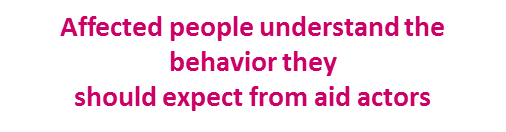 Affected people understand the
behavior they
should expect from aid actors